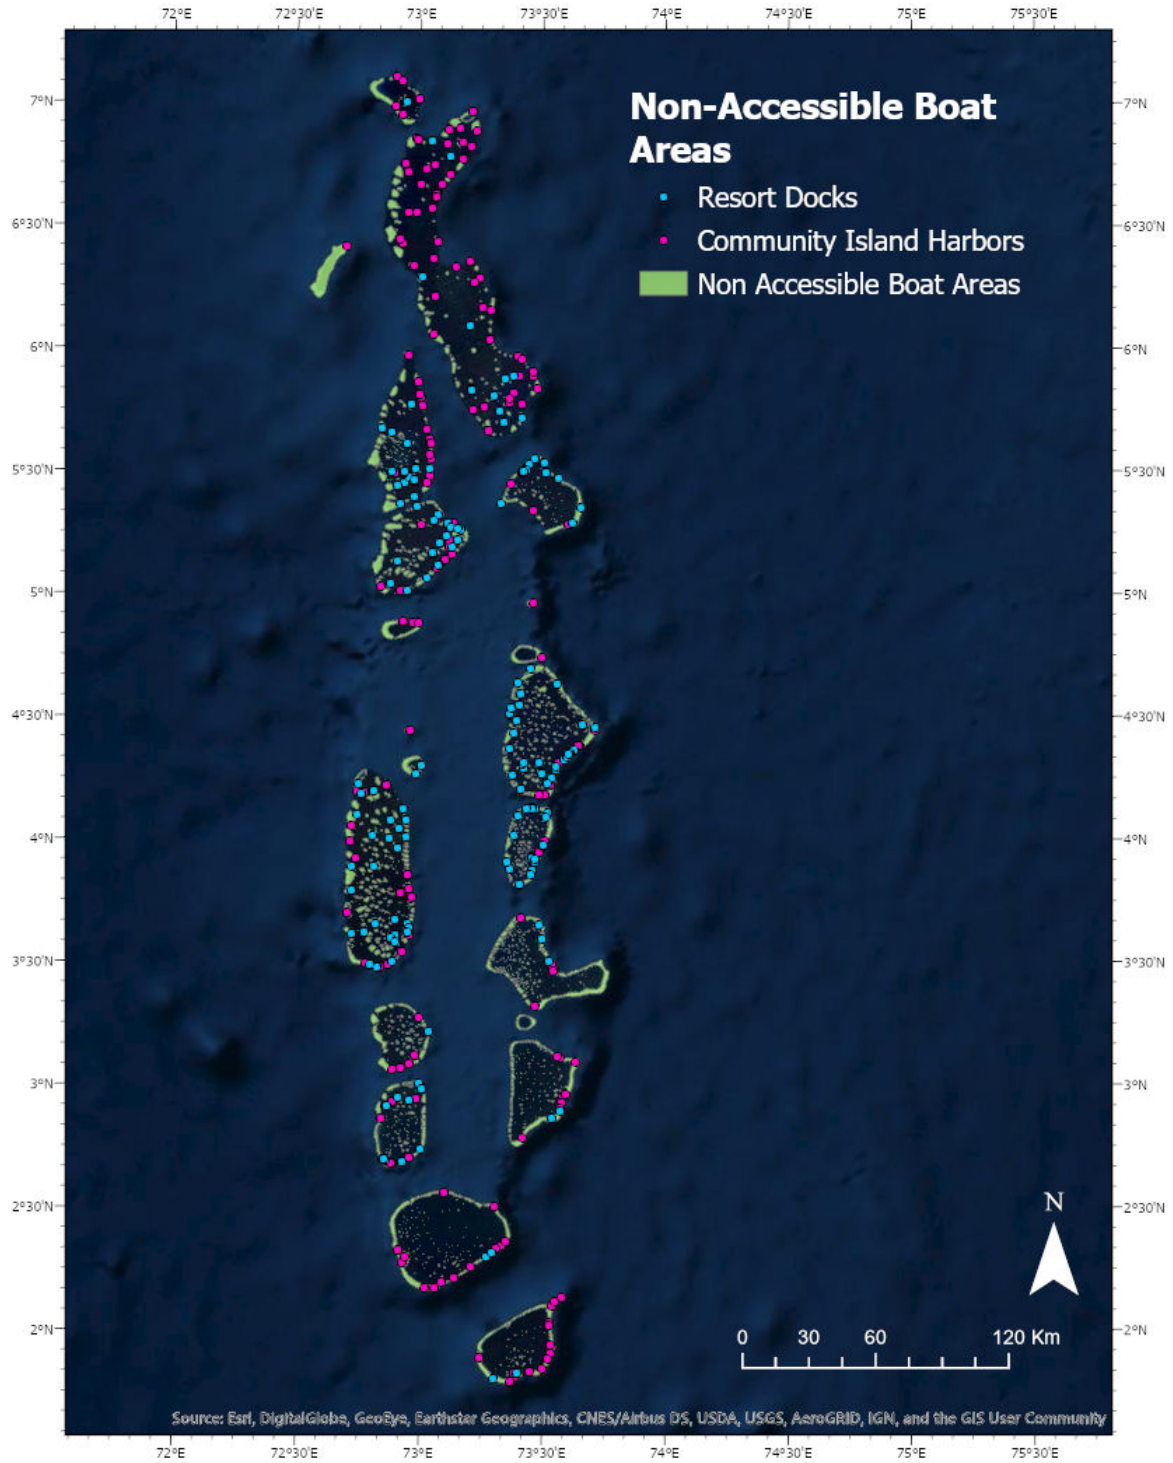 72°E 72°30'E 73°E 73°30'E 74°E 74°30'E 75°E 75°30'E
Non-Accessible Boat
Areas
Resort Docks
Community Island Harbors
Non Accessible Boat Areas
7°N 7°N
6°30'N 6°30'N
6°N 6°N
5°30'N 5°30'N
5°N 5°N
4°30'N 4°30'N
4°N 4°N
3°30'N 3°30'N
3°N 3°N
2°30'N 2°30'N
2°N 2°N
N
0 30 60 120 Km
Source: Esri, DigitalGlobe, GeoEye, Earthstar Geographics, CNES/Airbus DS, USDA, USGS, AeroGRID, IGN, and the GIS User Community
72°E 72°30'E 73°E 73°30'E 74°E 74°30'E 75°E 75°30'E